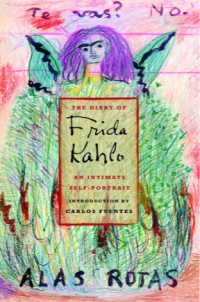 Te vas? No.
THE DIARY OF
Frida
Kahlo
AN INTIMATE
SELF-PORTRAIT
INTRODUCTION BY
CARLOS FUENTES
ALAS ROTAS